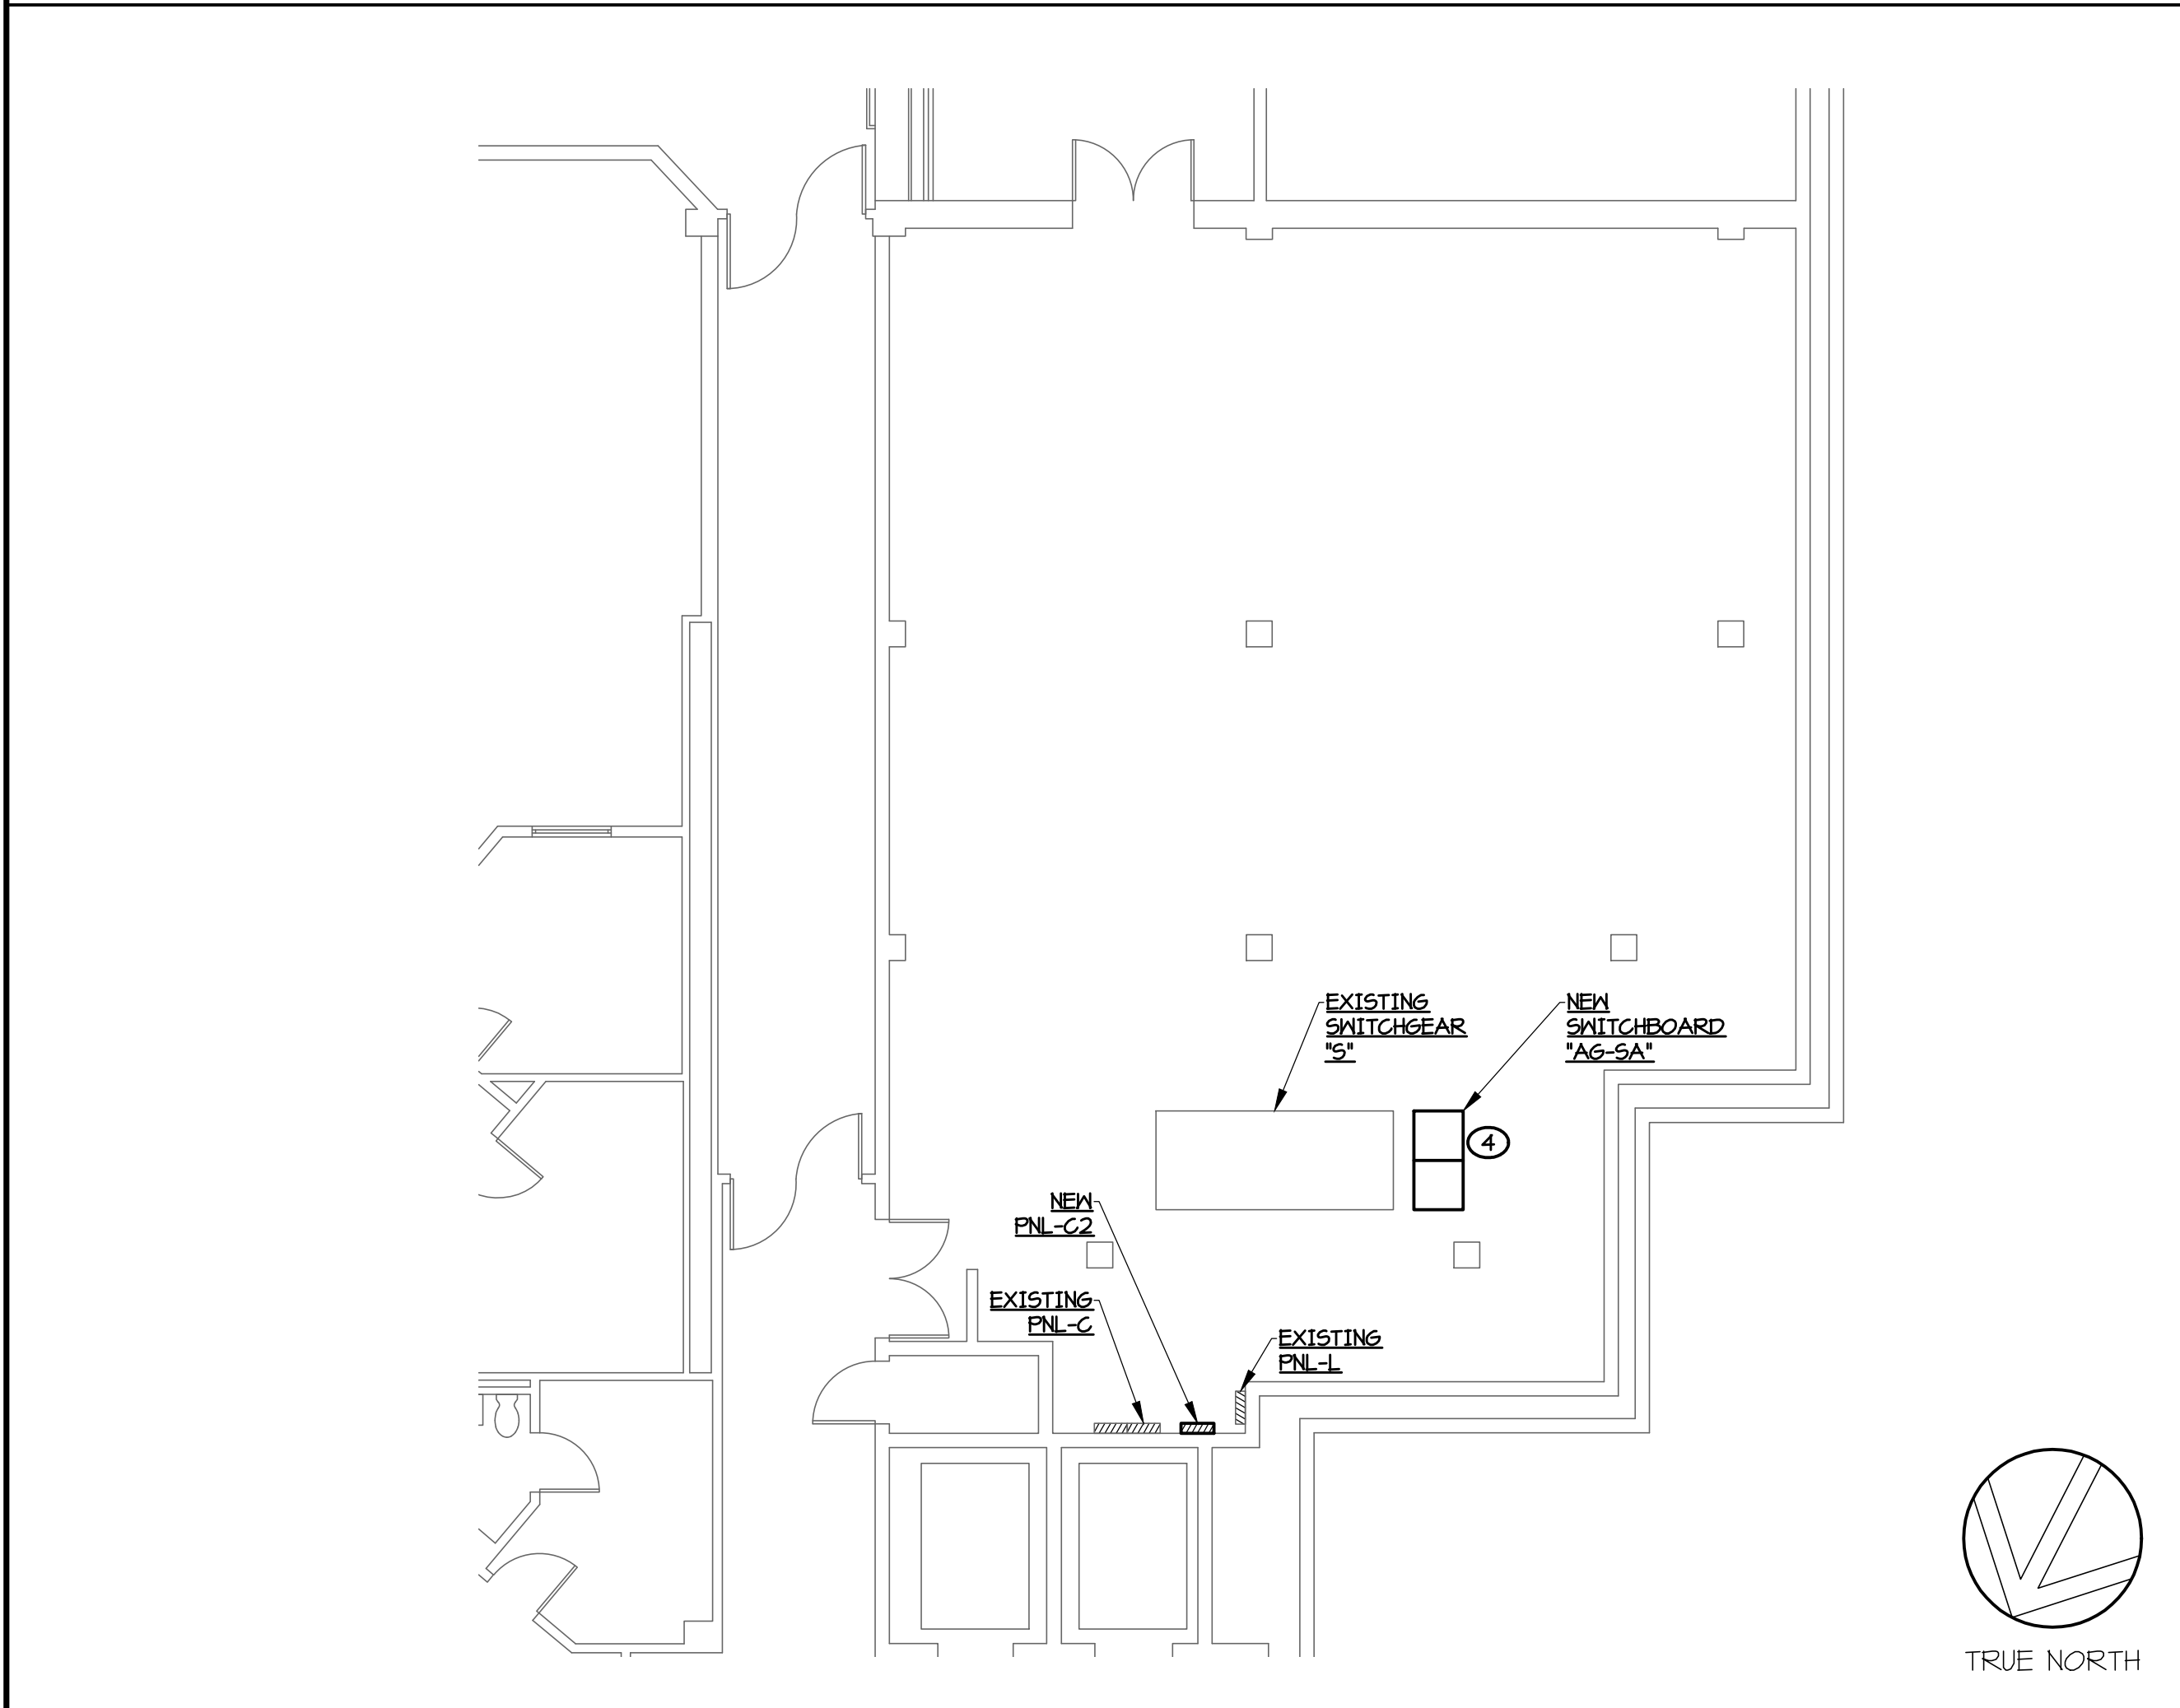 EXISTING
SWITCHGEAR
"S"
NEW
SWITCHBOARD
"AG-SA"
4
NEW
PNL-C2
EXISTING
PNL-C
EXISTING
PNL-L
TRUE NORTH